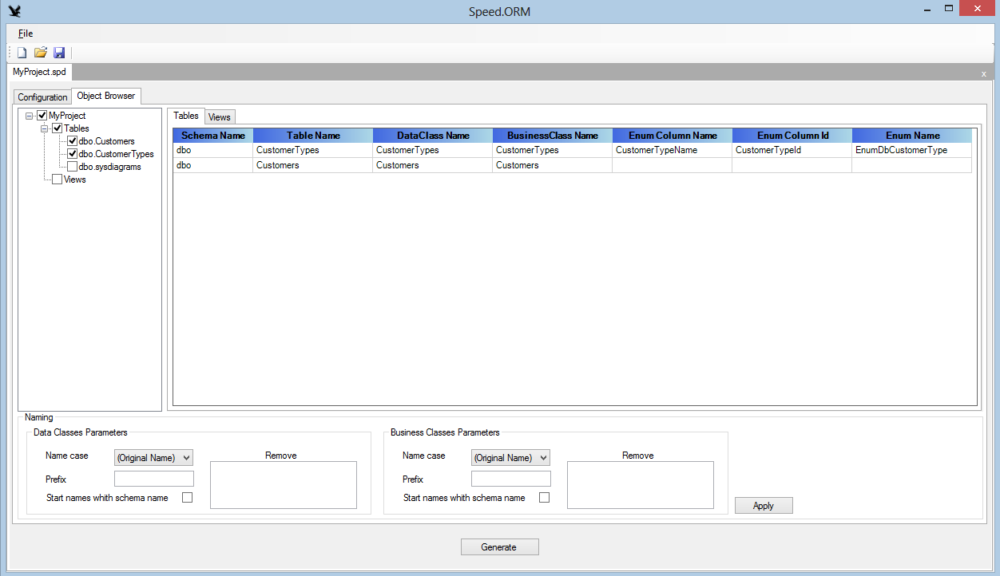 Speed.ORM
File
MyProject.spd
x
Configuration Object Browser
MyProject
Tables
dbo.Customers
dbo.CustomerTypes
dbo.sysdiagrams
Views
Tables Views
Schema Name Table Name DataClass Name BusinessClass Name Enum Column Name Enum Column Id Enum Name
dbo CustomerTypes CustomerTypes CustomerTypes CustomerTypeName CustomerTypeId EnumDbCustomerType
dbo Customers Customers Customers
Naming
Data Classes Parameters
Name case (Original Name) Remove
Prefix
Start names whith schema name
Business Classes Parameters
Name case (Original Name) Remove
Prefix
Start names whith schema name
Apply
Generate